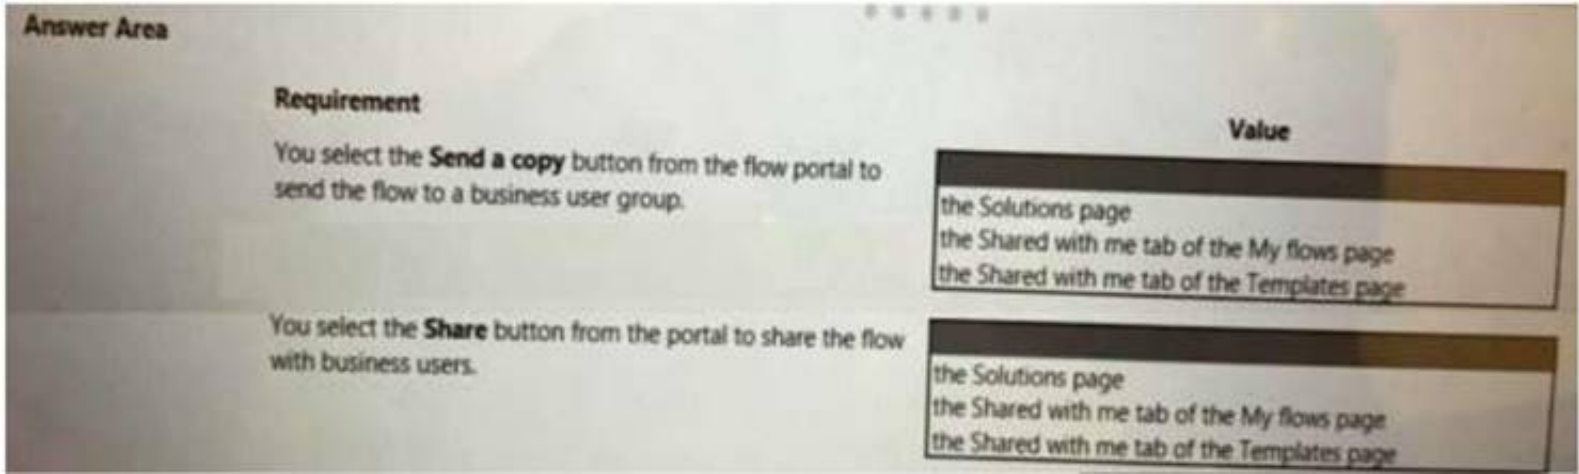 Answer Area
Requirement
Value
You select the Send a copy button from the flow portal to
send the flow to a business user group.
the Solutions page
the Shared with me tab of the My flows page
the Shared with me tab of the Templates page
You select the Share button from the portal to share the flow
with business users.
the Solutions page
the Shared with me tab of the My flows page
the Shared with me tab of the Templates page